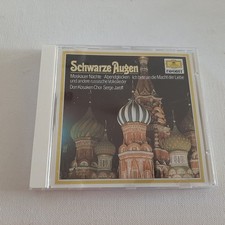 Schwarze Augen
Moskauer Nächte · Abendglocken · Ich bete an die Macht der Liebe
und andere russische Volkslieder
Don Kosaken Chor Serge Jaroff